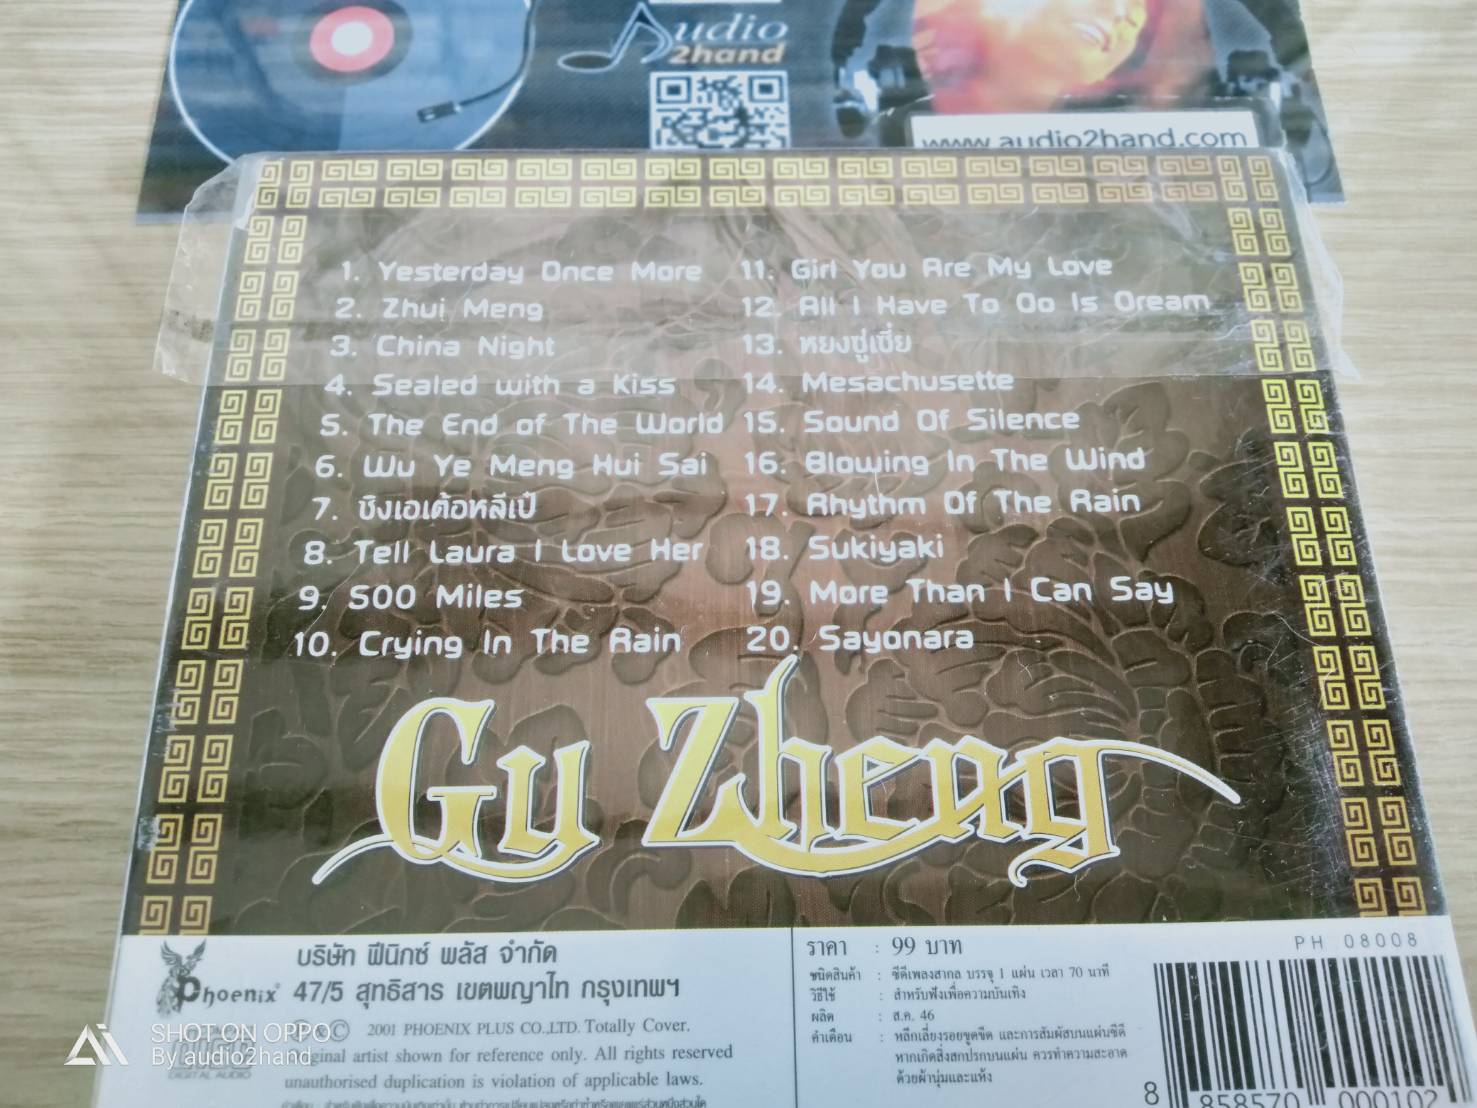 Audio
2hand
www.audio2hand.com
1. Yesterday Once More
2. Zhui Meng
3. China Night
4. Sealed with a Kiss
5. The End of The World
6. Wu Ye Meng Hui Sai
7. ชิงเอเต้อหลีเป๋
8. Tell Laura I Love Her
9. 500 Miles
10. Crying In The Rain
11. Girl You Are My Love
12. All I Have To Do Is Dream
13. หยงซู่เชี่ย
14. Mesachusette
15. Sound Of Silence
16. Blowing In The Wind
17. Rhythm Of The Rain
18. Sukiyaki
19. More Than I Can Say
20. Sayonara
Gu Zheng
Phoenix
บริษัท ฟีนิกซ์ พลัส จำกัด
47/5 สุทธิสาร เขตพญาไท กรุงเทพฯ
2001 PHOENIX PLUS CO.,LTD. Totally Cover.
Original artist shown for reference only. All rights reserved
unauthorised duplication is violation of applicable laws.
DIGITAL AUDIO
ราคา : 99 บาท
ชนิดสินค้า : ซีดีเพลงสากล บรรจุ 1 แผ่น เวลา 70 นาที
วิธีใช้ : สำหรับฟังเพื่อความบันเทิง
ผลิต : ส.ค. 46
คำเตือน : หลีกเลี่ยงรอยขูดขีด และการสัมผัสบนแผ่นซีดี
หากเกิดสิ่งสกปรกบนแผ่น ควรทำความสะอาด
ด้วยผ้านุ่มและแห้ง
PH 08008
8 858570 000102
SHOT ON OPPO
By audio2hand